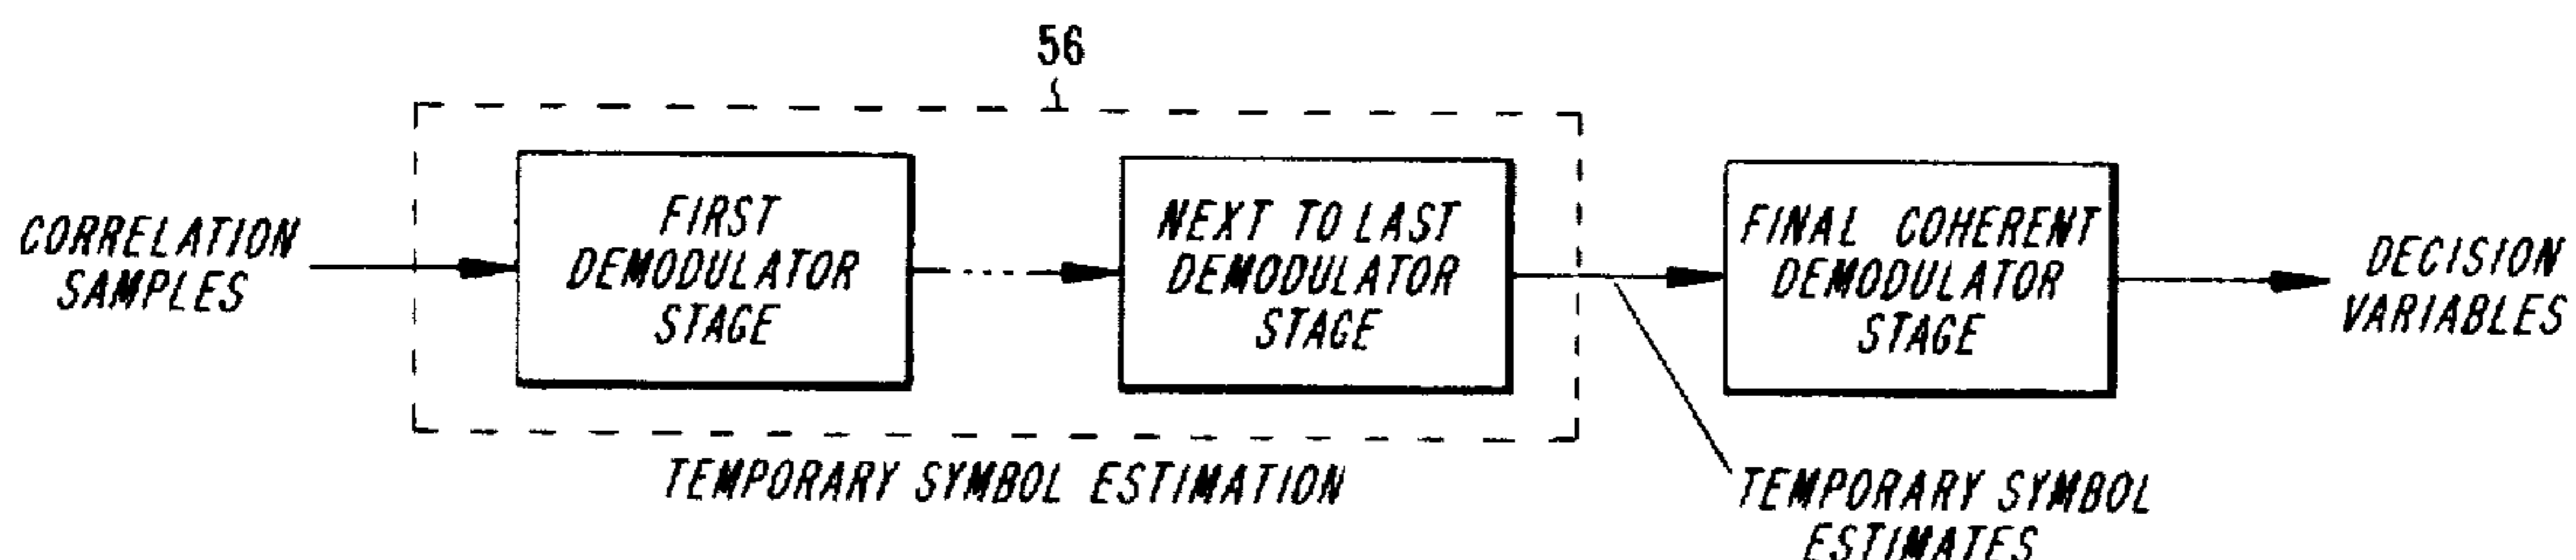 56
CORRELATION
SAMPLES
FIRST
DEMODULATOR
STAGE
NEXT TO LAST
DEMODULATOR
STAGE
FINAL COHERENT
DEMODULATOR
STAGE
DECISION
VARIABLES
TEMPORARY SYMBOL ESTIMATION
TEMPORARY SYMBOL
ESTIMATES